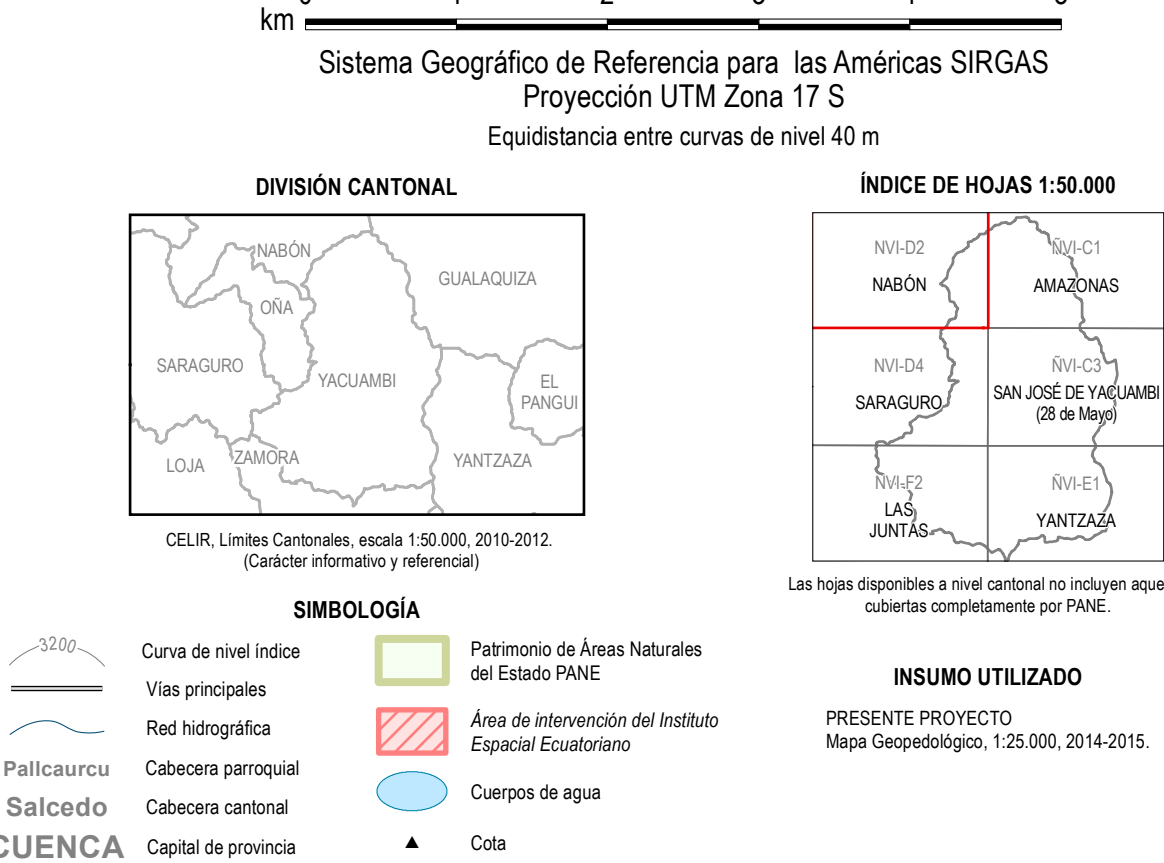 km
Sistema Geográfico de Referencia para las Américas SIRGAS
Proyección UTM Zona 17 S
Equidistancia entre curvas de nivel 40 m
DIVISIÓN CANTONAL
NABÓN
GUALAQUIZA
OÑA
SARAGURO
YACUAMBI
EL
PANGUI
LOJA
ZAMORA
YANTZAZA
CELIR, Límites Cantonales, escala 1:50.000, 2010-2012.
(Carácter informativo y referencial)
ÍNDICE DE HOJAS 1:50.000
NVI-D2
ÑVI-C1
NABÓN
AMAZONAS
NVI-D4
ÑVI-C3
SARAGURO
SAN JOSÉ DE YACUAMBI
(28 de Mayo)
ÑVI-F2
ÑVI-E1
LAS
JUNTAS
YANTZAZA
Las hojas disponibles a nivel cantonal no incluyen aque
cubiertas completamente por PANE.
SIMBOLOGÍA
3200
Curva de nivel índice
Vías principales
Red hidrográfica
Pallcaurcu
Cabecera parroquial
Salcedo
Cabecera cantonal
CUENCA
Capital de provincia
Patrimonio de Áreas Naturales
del Estado PANE
Área de intervención del Instituto
Espacial Ecuatoriano
Cuerpos de agua
Cota
INSUMO UTILIZADO
PRESENTE PROYECTO
Mapa Geopedológico, 1:25.000, 2014-2015.